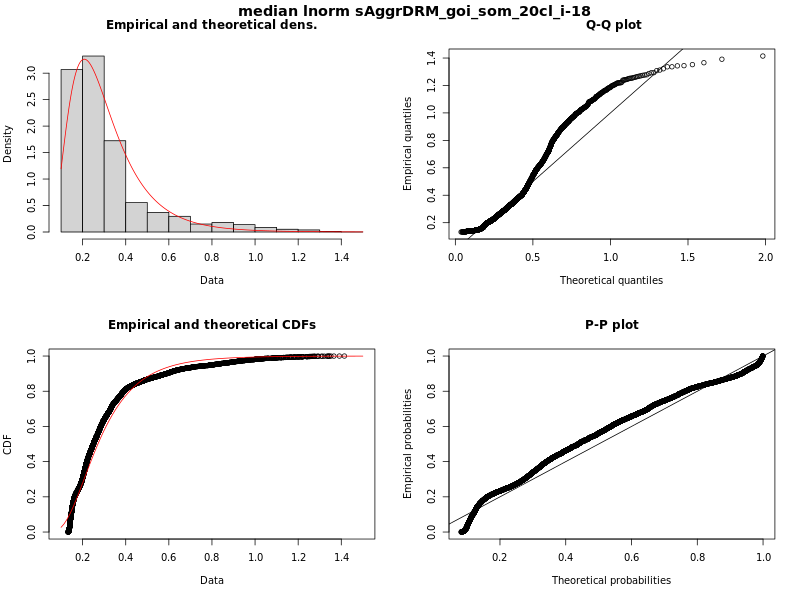 median lnorm sAggrDRM_goi_som_20cl_i-18
Empirical and theoretical dens.
Density
0.0 0.5 1.0 1.5 2.0 2.5 3.0
0.2 0.4 0.6 0.8 1.0 1.2 1.4
Data
Q-Q plot
Empirical quantiles
0.2 0.4 0.6 0.8 1.0 1.2 1.4
0.0 0.5 1.0 1.5 2.0
Theoretical quantiles
Empirical and theoretical CDFs
CDF
0.0 0.2 0.4 0.6 0.8 1.0
0.2 0.4 0.6 0.8 1.0 1.2 1.4
Data
P-P plot
Empirical probabilities
0.0 0.2 0.4 0.6 0.8 1.0
0.2 0.4 0.6 0.8 1.0
Theoretical probabilities